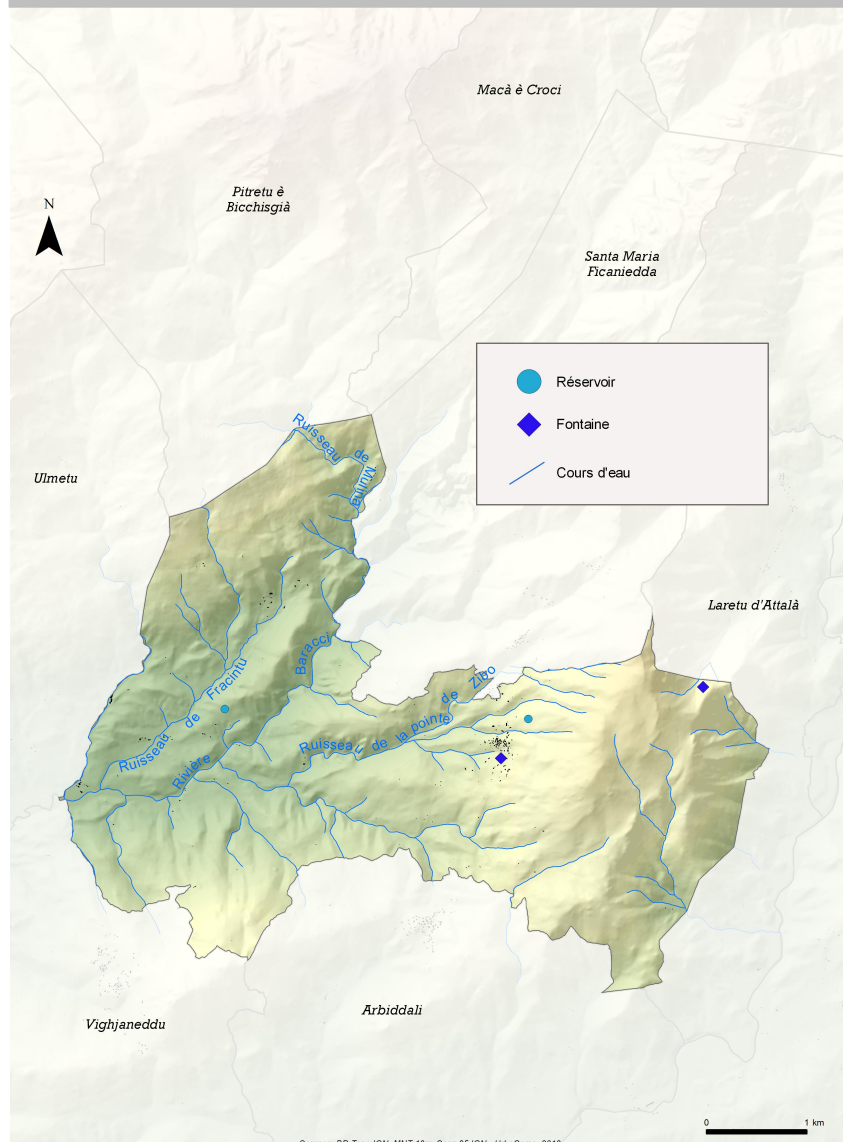 Macà è Croci
Pitretu è
Bicchisgià
N
Santa Maria
Ficaniedda
Réservoir
Fontaine
Cours d'eau
Ruisseau de Mulina
Ulmetu
Laretu d'Attalà
Ruisseau de Fracintu
Rivière Baracci
Ruisseau de la pointe de Zibo
Arbiddali
Vighjaneddu
0 1 km